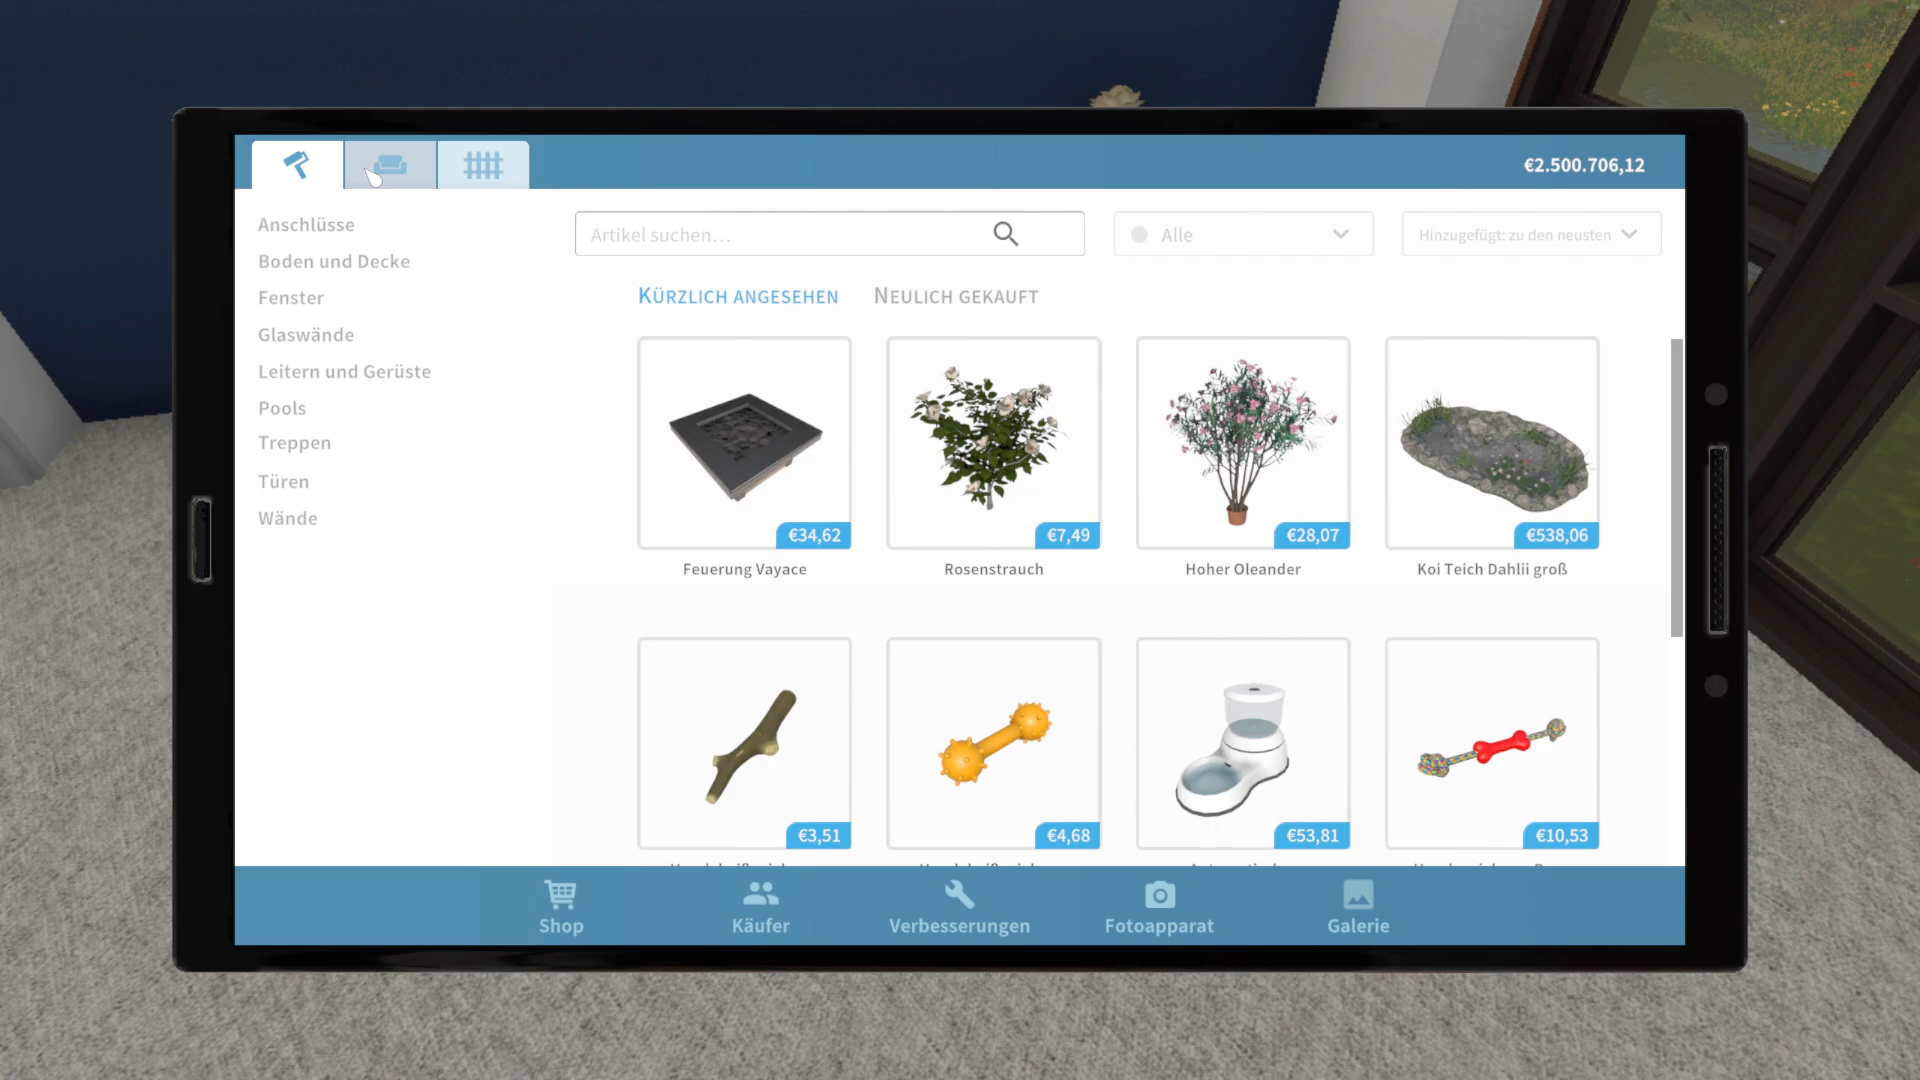 €2.500.706,12
Anschlüsse
Boden und Decke
Fenster
Glaswände
Leitern und Gerüste
Pools
Treppen
Türen
Wände
Artikel suchen...
Alle
Hinzugefügt: zu den neusten
KÜRZLICH ANGESEHEN
NEULICH GEKAUFT
€34,62
€7,49
€28,07
€538,06
Feuerung Vayace
Rosenstrauch
Hoher Oleander
Koi Teich Dahlii groß
€3,51
€4,68
€53,81
€10,53
Shop
Käufer
Verbesserungen
Fotoapparat
Galerie